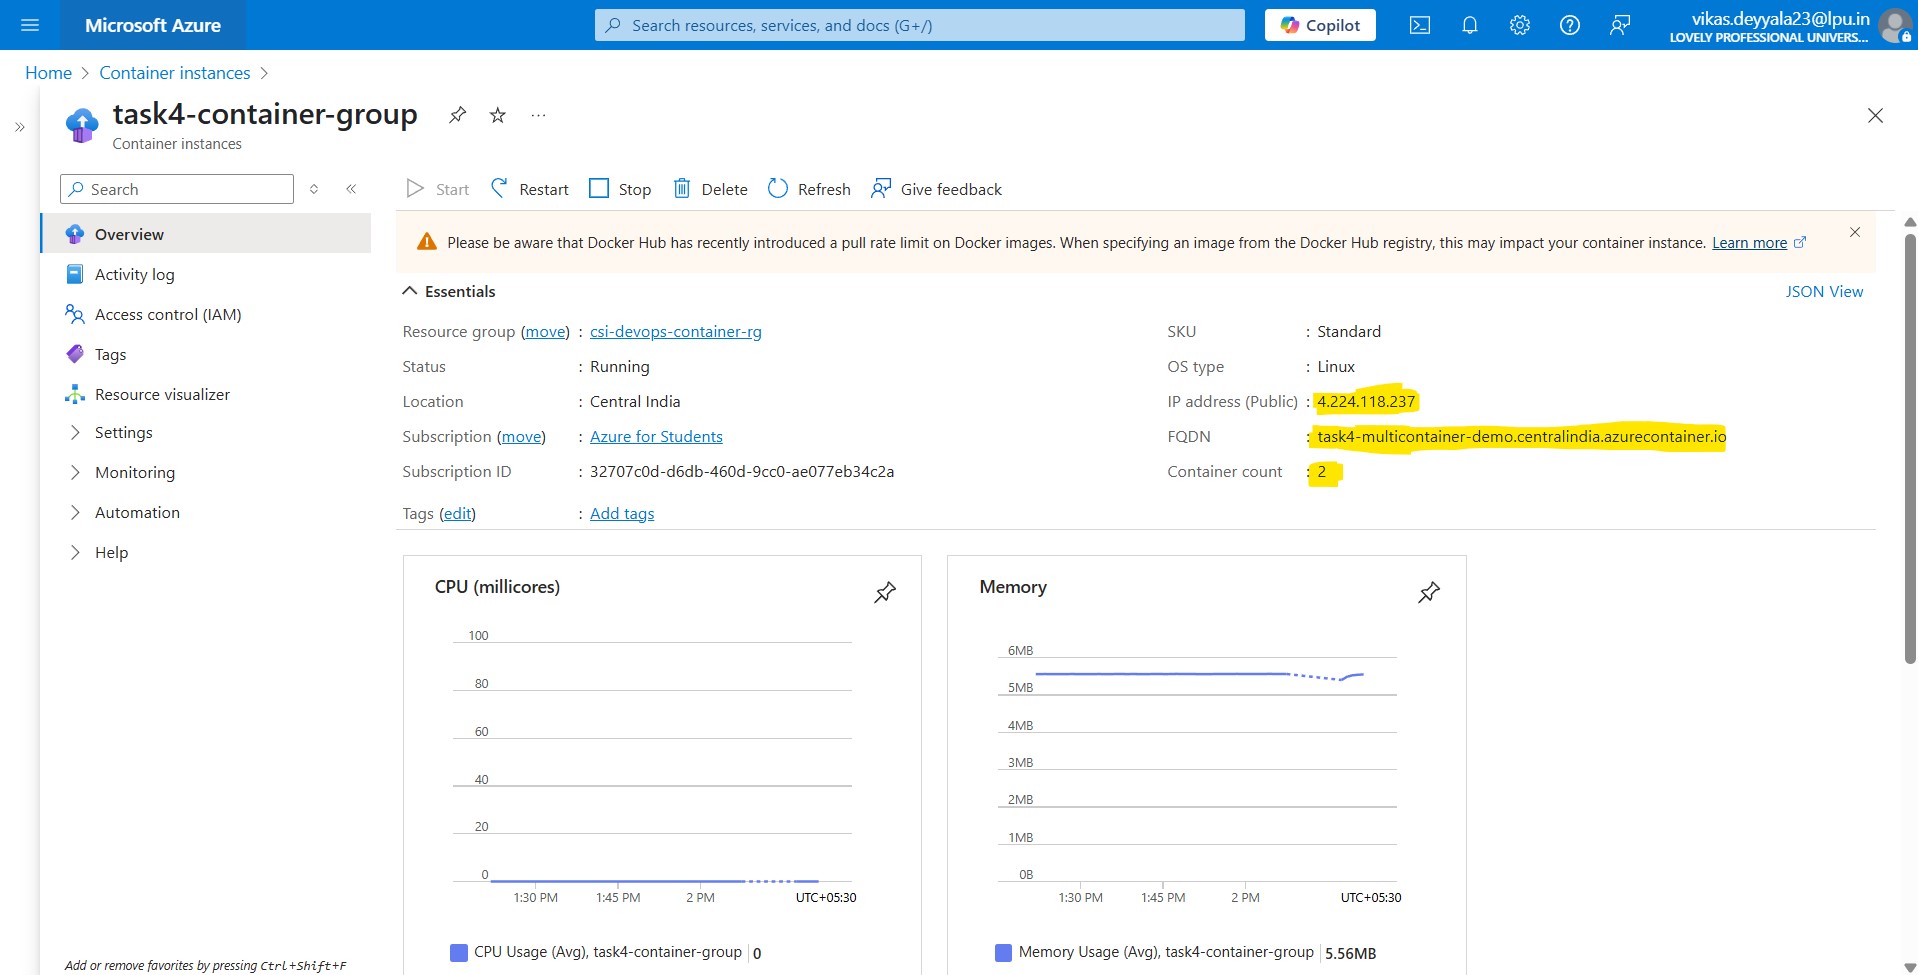 Microsoft Azure
Search resources, services, and docs (G+/)
Copilot
vikas.deyyala23@lpu.in
LOVELY PROFESSIONAL UNIVERS...
Home > Container instances >
task4-container-group
Container instances
Search
Start
Restart
Stop
Delete
Refresh
Give feedback
Overview
Activity log
Access control (IAM)
Tags
Resource visualizer
Settings
Monitoring
Automation
Help
Add or remove favorites by pressing Ctrl+Shift+F
Please be aware that Docker Hub has recently introduced a pull rate limit on Docker images. When specifying an image from the Docker Hub registry, this may impact your container instance. Learn more
Essentials
JSON View
Resource group (move) : csi-devops-container-rg
Status : Running
Location : Central India
Subscription (move) : Azure for Students
Subscription ID : 32707c0d-d6db-460d-9cc0-ae077eb34c2a
Tags (edit) : Add tags
SKU : Standard
OS type : Linux
IP address (Public) : 4.224.118.237
FQDN : task4-multicontainer-demo.centralindia.azurecontainer.io
Container count : 2
CPU (millicores)
100
80
60
40
20
0
1:30 PM 1:45 PM 2 PM UTC+05:30
CPU Usage (Avg), task4-container-group 0
Memory
6MB
5MB
4MB
3MB
2MB
1MB
0B
1:30 PM 1:45 PM 2 PM UTC+05:30
Memory Usage (Avg), task4-container-group 5.56MB